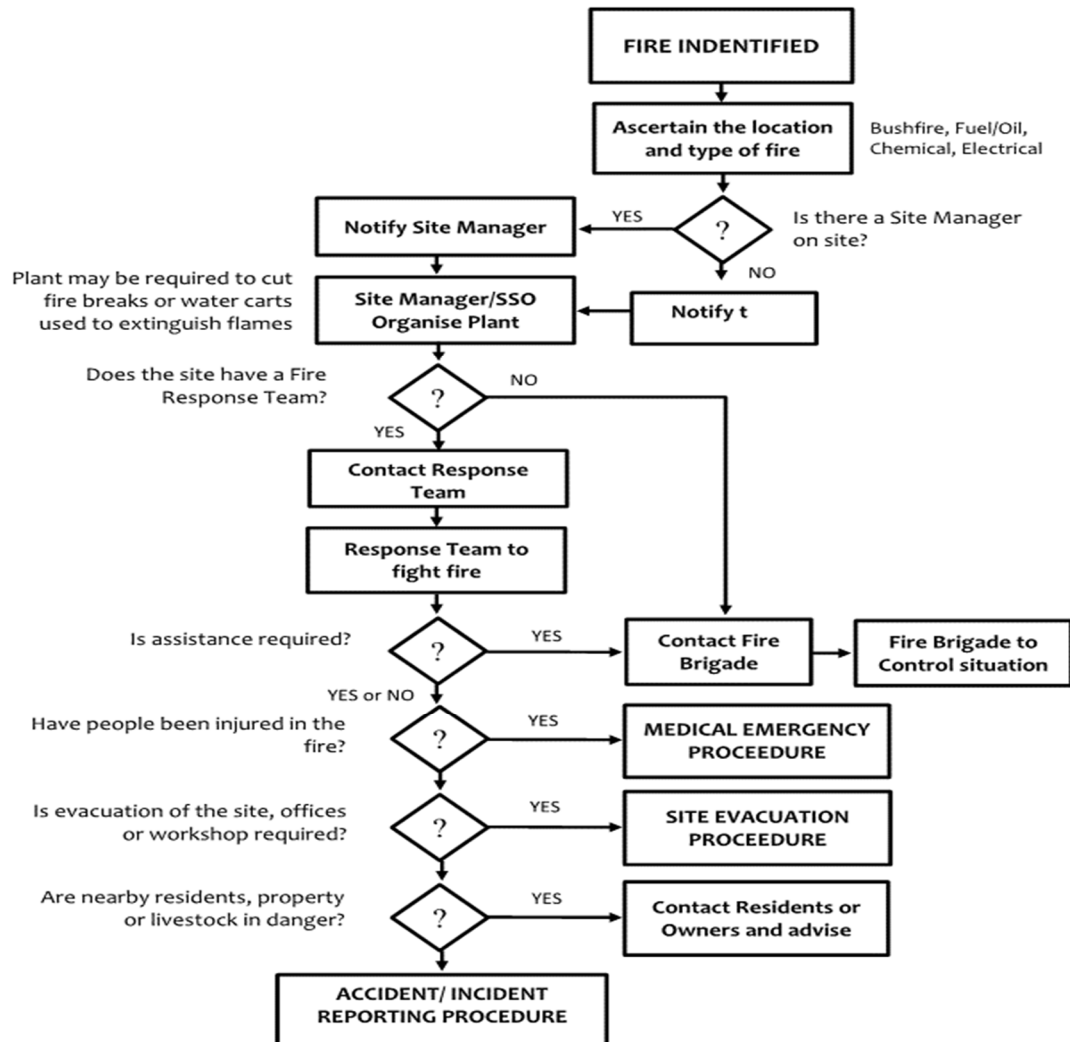 FIRE INDENTIFIED
Ascertain the location
and type of fire
Bushfire, Fuel/Oil,
Chemical, Electrical
Notify Site Manager
YES
?
Is there a Site Manager
on site?
NO
Plant may be required to cut
fire breaks or water carts
used to extinguish flames
Site Manager/SSO
Organise Plant
Notify t
Does the site have a Fire
Response Team?
?
NO
YES
Contact Response
Team
Response Team to
fight fire
Is assistance required?
?
YES
Contact Fire
Brigade
Fire Brigade to
Control situation
YES or NO
Have people been injured in the
fire?
?
YES
MEDICAL EMERGENCY
PROCEEDURE
Is evacuation of the site, offices
or workshop required?
?
YES
SITE EVACUATION
PROCEEDURE
Are nearby residents, property
or livestock in danger?
?
YES
Contact Residents or
Owners and advise
ACCIDENT/ INCIDENT
REPORTING PROCEDURE